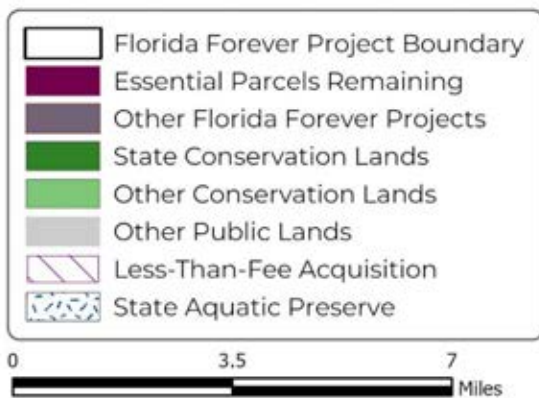 Florida Forever Project Boundary
Essential Parcels Remaining
Other Florida Forever Projects
State Conservation Lands
Other Conservation Lands
Other Public Lands
Less-Than-Fee Acquisition
State Aquatic Preserve
0 3.5 7
Miles